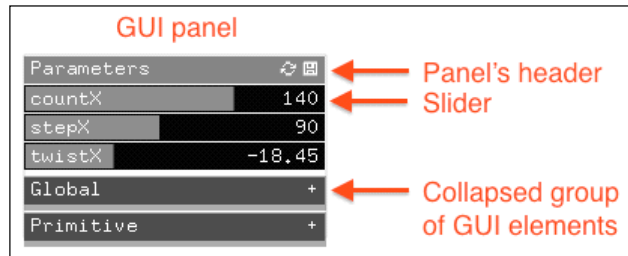 GUI panel
Parameters
Panel's header
countX 140
Slider
stepX 90
twistX -18.45
Global +
Collapsed group
of GUI elements
Primitive +